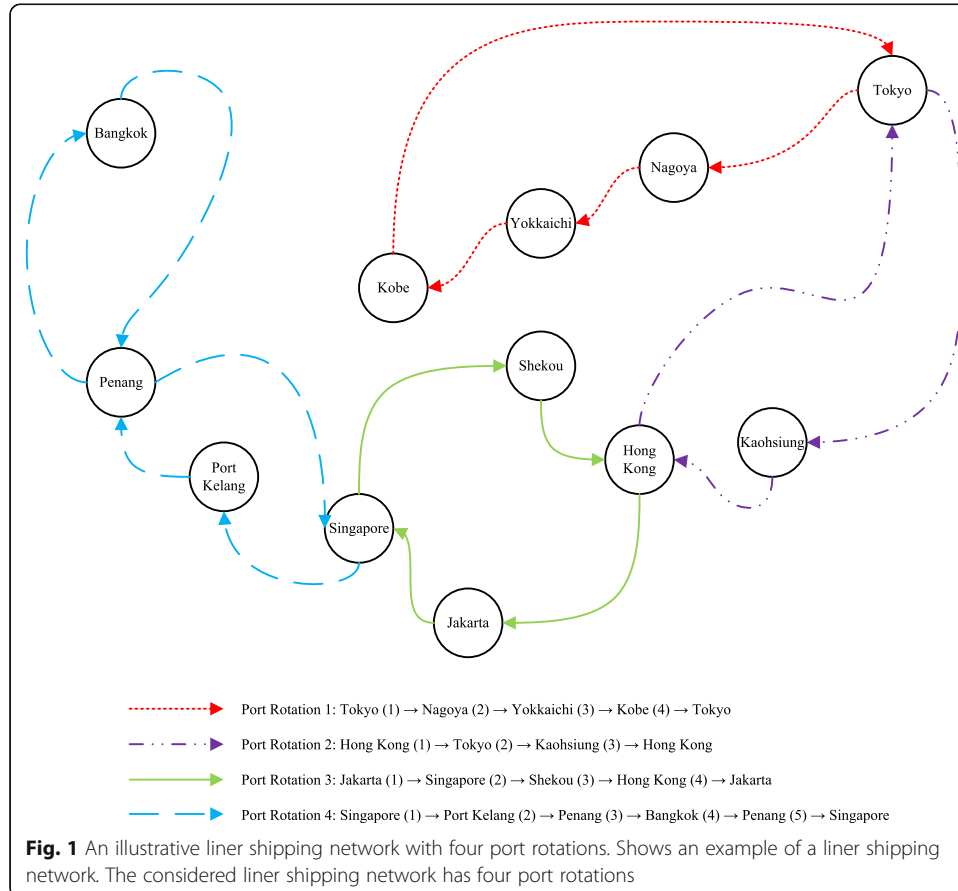 Tokyo
Bangkok
Nagoya
Yokkaichi
Kobe
Shekou
Penang
Hong
Kong
Kaohsiung
Port
Kelang
Singapore
Jakarta
Port Rotation 1: Tokyo (1) → Nagoya (2) → Yokkaichi (3) → Kobe (4) → Tokyo
Port Rotation 2: Hong Kong (1) → Tokyo (2) → Kaohsiung (3) → Hong Kong
Port Rotation 3: Jakarta (1) → Singapore (2) → Shekou (3) → Hong Kong (4) → Jakarta
Port Rotation 4: Singapore (1) → Port Kelang (2) → Penang (3) → Bangkok (4) → Penang (5) → Singapore
Fig. 1 An illustrative liner shipping network with four port rotations. Shows an example of a liner shipping
network. The considered liner shipping network has four port rotations